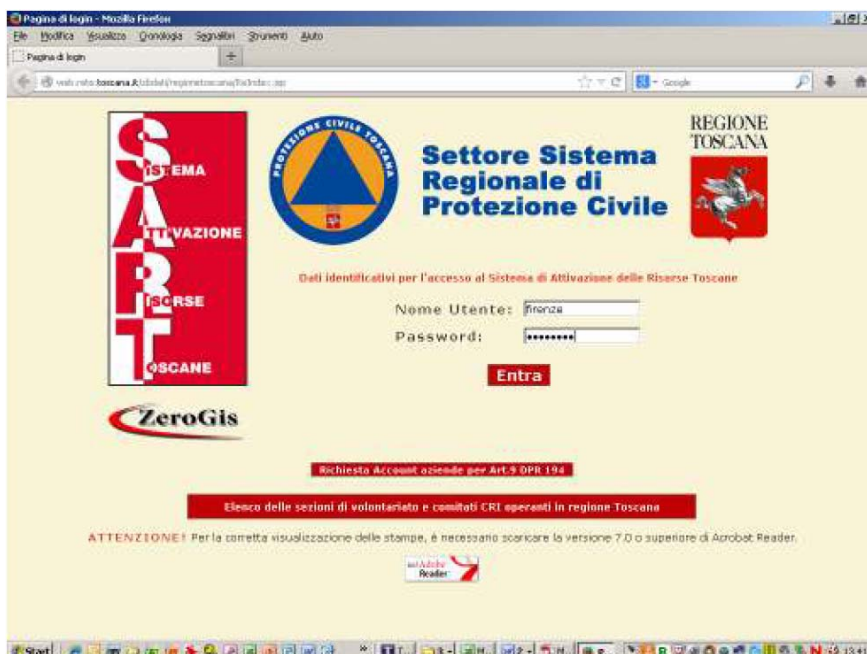 Pagina di login - Mozilla Firefox
File Modifica Visualizza Cronologia Segnalibri Strumenti Aiuto
Pagina di login
Google
SISTEMA
ATTIVAZIONE
RISORSE
TOSCANE
PROTEZIONE CIVILE TOSCANA
Settore Sistema
Regionale di
Protezione Civile
REGIONE
TOSCANA
Dati identificativi per l'accesso al Sistema di Attivazione delle Risorse Toscane
Nome Utente: firenze
Password: ••••••••
Entra
ZeroGis
Richiesta Account aziende per Art.9 DPR 194
Elenco delle sezioni di volontariato e comitati CRI operanti in regione Toscana
ATTENZIONE! Per la corretta visualizzazione delle stampe, è necessario scaricare la versione 7.0 o superiore di Acrobat Reader.
Adobe
Reader
Start